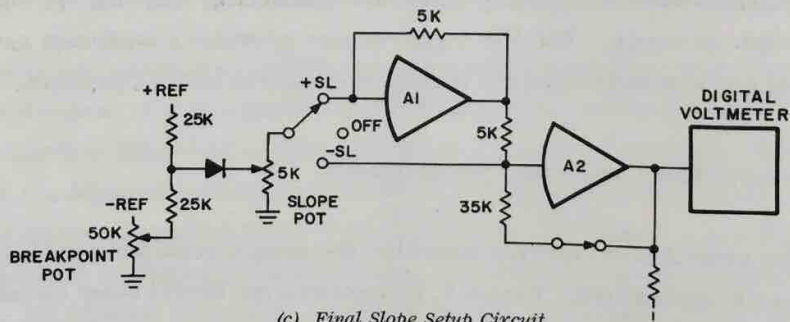 5K
+SL
A1
+REF
25K
OFF
5K
DIGITAL
VOLTMETER
-SL
A2
5K
SLOPE
POT
-REF
25K
35K
50K
BREAKPOINT
POT
(c) Final Slope Setup Circuit